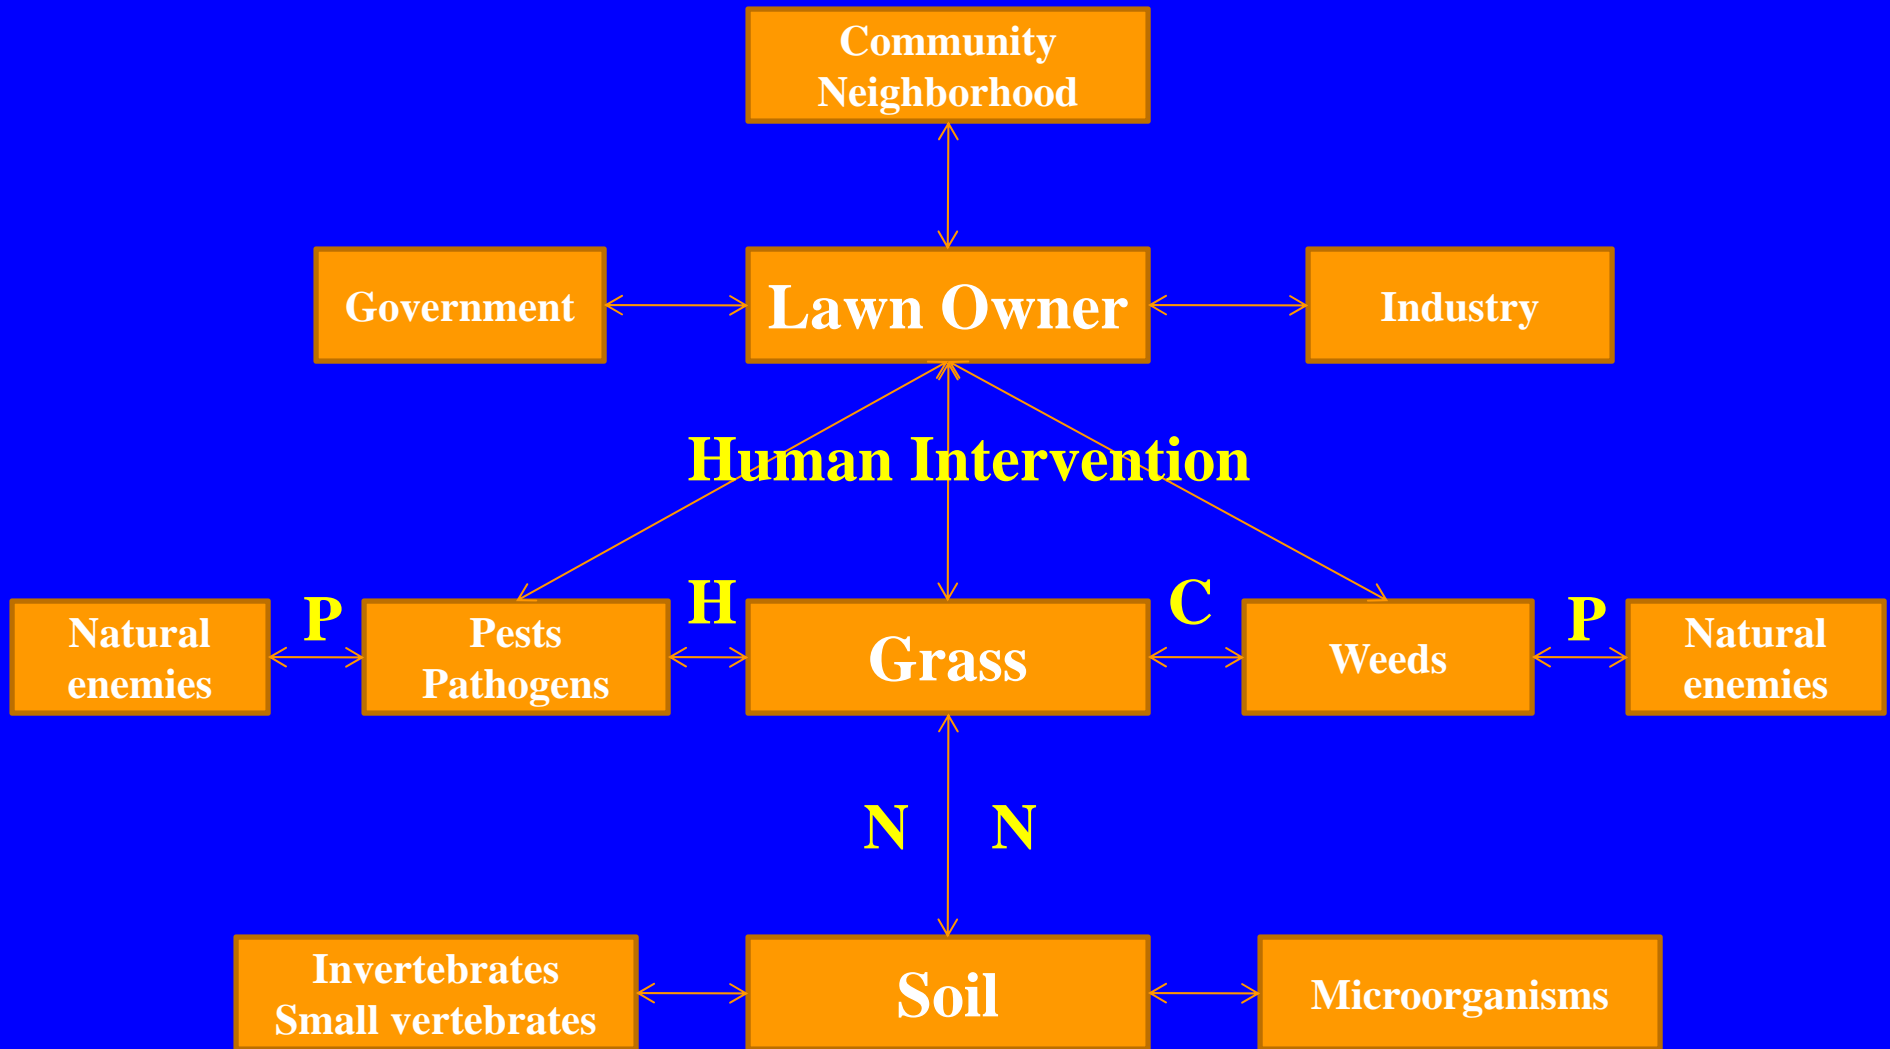 Community
Neighborhood
Government
Lawn Owner
Industry
Human Intervention
Natural
enemies
P
Pests
Pathogens
H
Grass
C
Weeds
P
Natural
enemies
N N
Invertebrates
Small vertebrates
Soil
Microorganisms